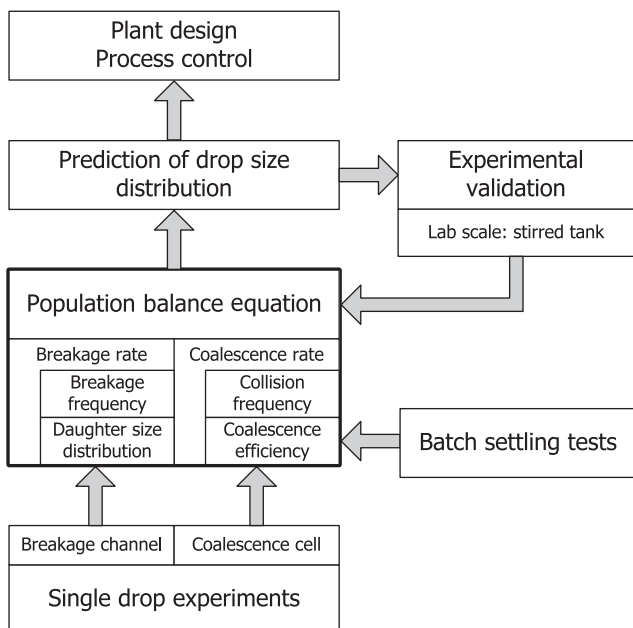 Plant design
Process control
Prediction of drop size
distribution
Experimental
validation
Lab scale: stirred tank
Population balance equation
Breakage rate
Breakage
frequency
Daughter size
distribution
Coalescence rate
Collision
frequency
Coalescence
efficiency
Batch settling tests
Breakage channel
Coalescence cell
Single drop experiments